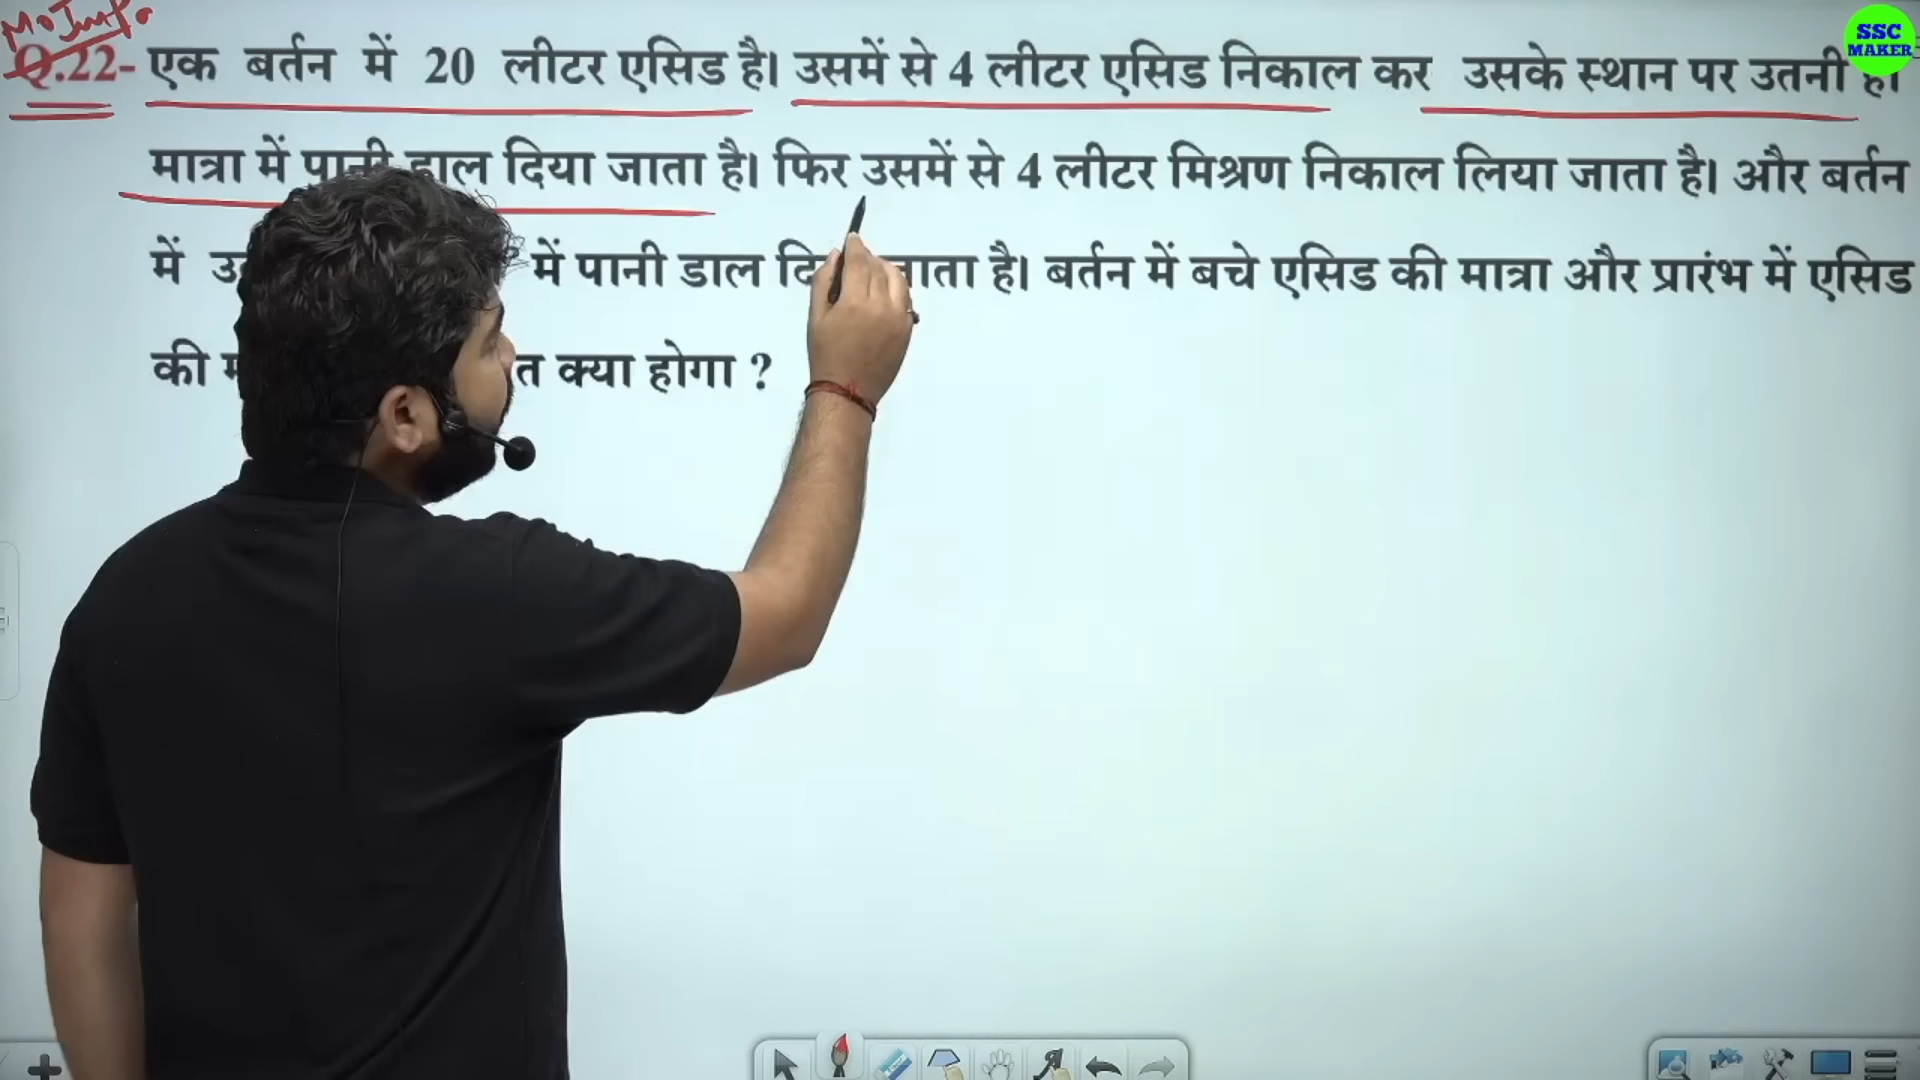 Q.22- एक बर्तन में 20 लीटर एसिड है। उसमें से 4 लीटर एसिड निकाल कर उसके स्थान पर उतनी ही
मात्रा में पानी डाल दिया जाता है। फिर उसमें से 4 लीटर मिश्रण निकाल लिया जाता है। और बर्तन
में में पानी डाल जाता है। बर्तन में बचे एसिड की मात्रा और प्रारंभ में एसिड
की क्या होगा ?
SSC
MAKER